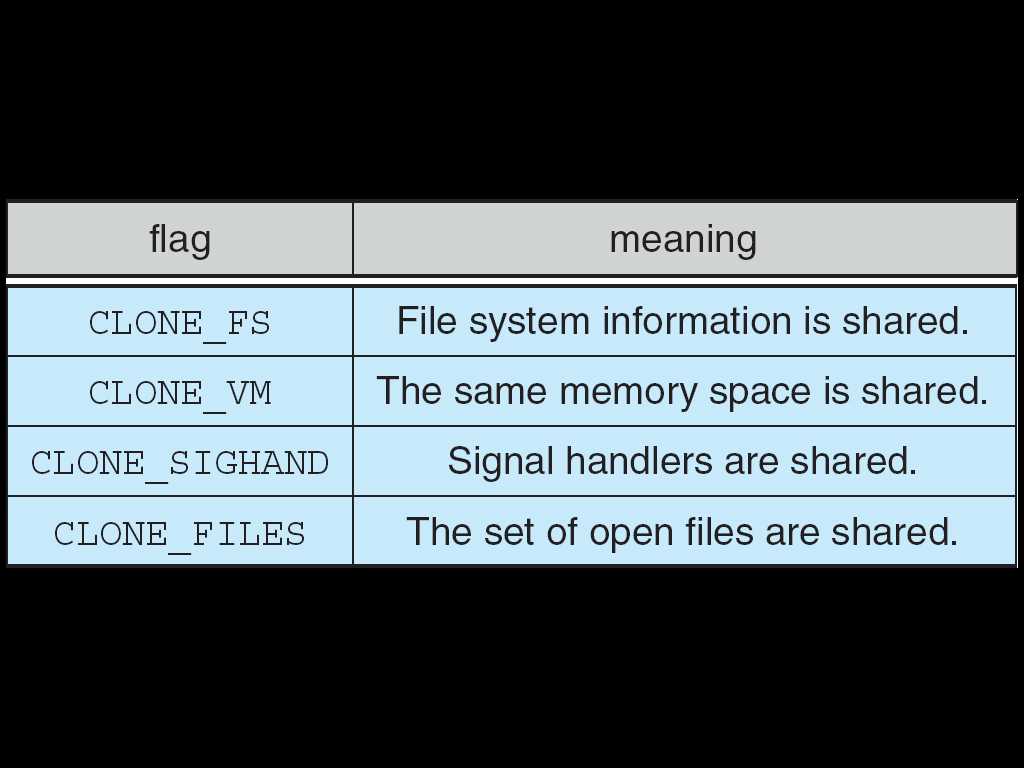 flag meaning
CLONE_FS File system information is shared.
CLONE_VM The same memory space is shared.
CLONE_SIGHAND Signal handlers are shared.
CLONE_FILES The set of open files are shared.